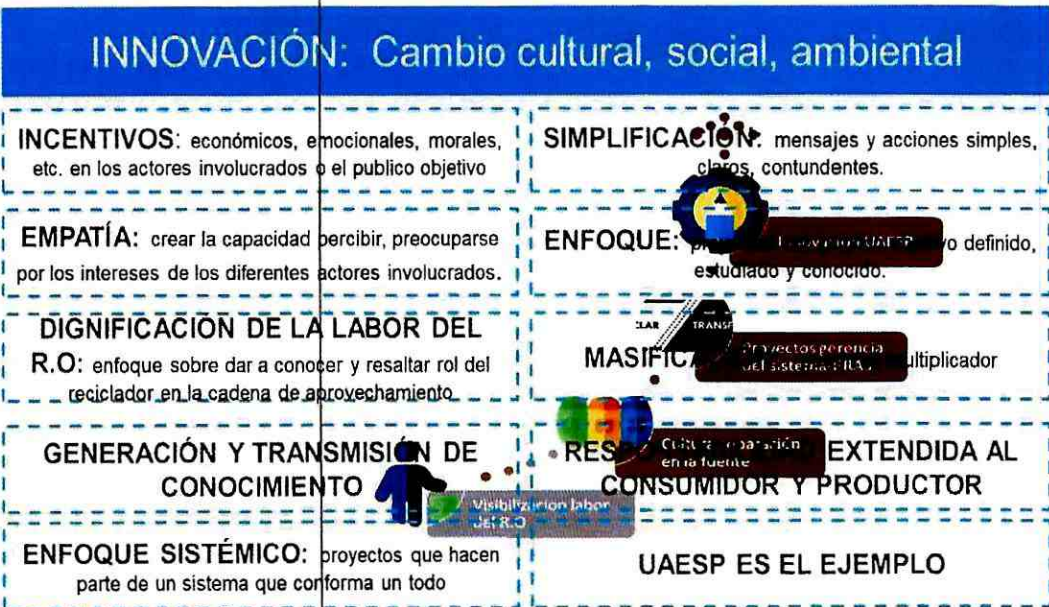 INNOVACIÓN: Cambio cultural, social, ambiental
INCENTIVOS: económicos, emocionales, morales,
etc. en los actores involucrados o el publico objetivo
EMPATÍA: crear la capacidad percibir, preocuparse
por los intereses de los diferentes actores involucrados.
DIGNIFICACIÓN DE LA LABOR DEL
R.O: enfoque sobre dar a conocer y resaltar rol del
reciclador en la cadena de aprovechamiento
GENERACIÓN Y TRANSMISIÓN DE
CONOCIMIENTO
ENFOQUE SISTÉMICO: proyectos que hacen
parte de un sistema que conforma un todo
SIMPLIFICACIÓN: mensajes y acciones simples,
claros, contundentes.
ENFOQUE: definido,
estudiado y conocido.
CLAR
TRANSF
Proyectos gerencia
del sistema
multiplicador
Cultura separación
en la fuente
EXTENDIDA AL
CONSUMIDOR Y PRODUCTOR
Visibilización labor
del R.O
UAESP ES EL EJEMPLO